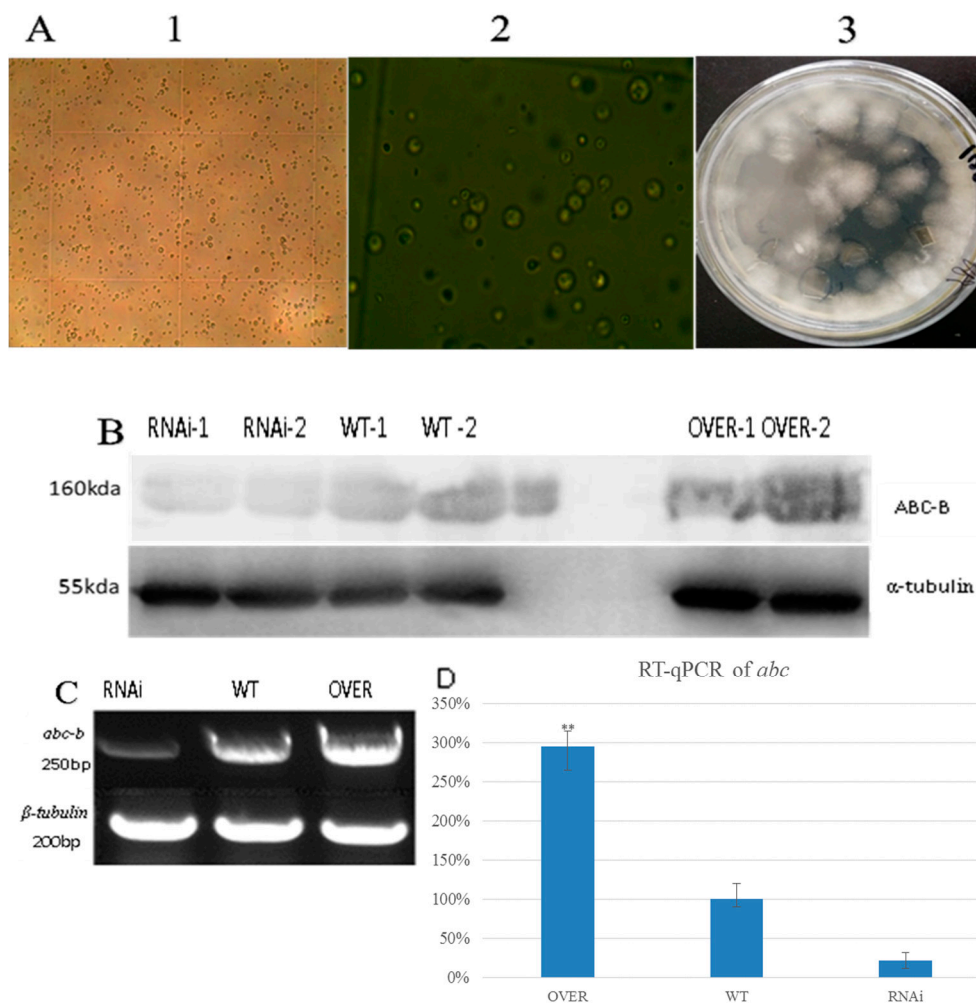 A 1 2 3
B RNAi-1 RNAi-2 WT-1 WT-2 OVER-1 OVER-2
160kda ABC-B
55kda α-tubulin
C RNAi WT OVER
abc-b
250bp
β-tubulin
200bp
D RT-qPCR of abc
350%
300%
250%
200%
150%
100%
50%
0%
**
OVER WT RNAi